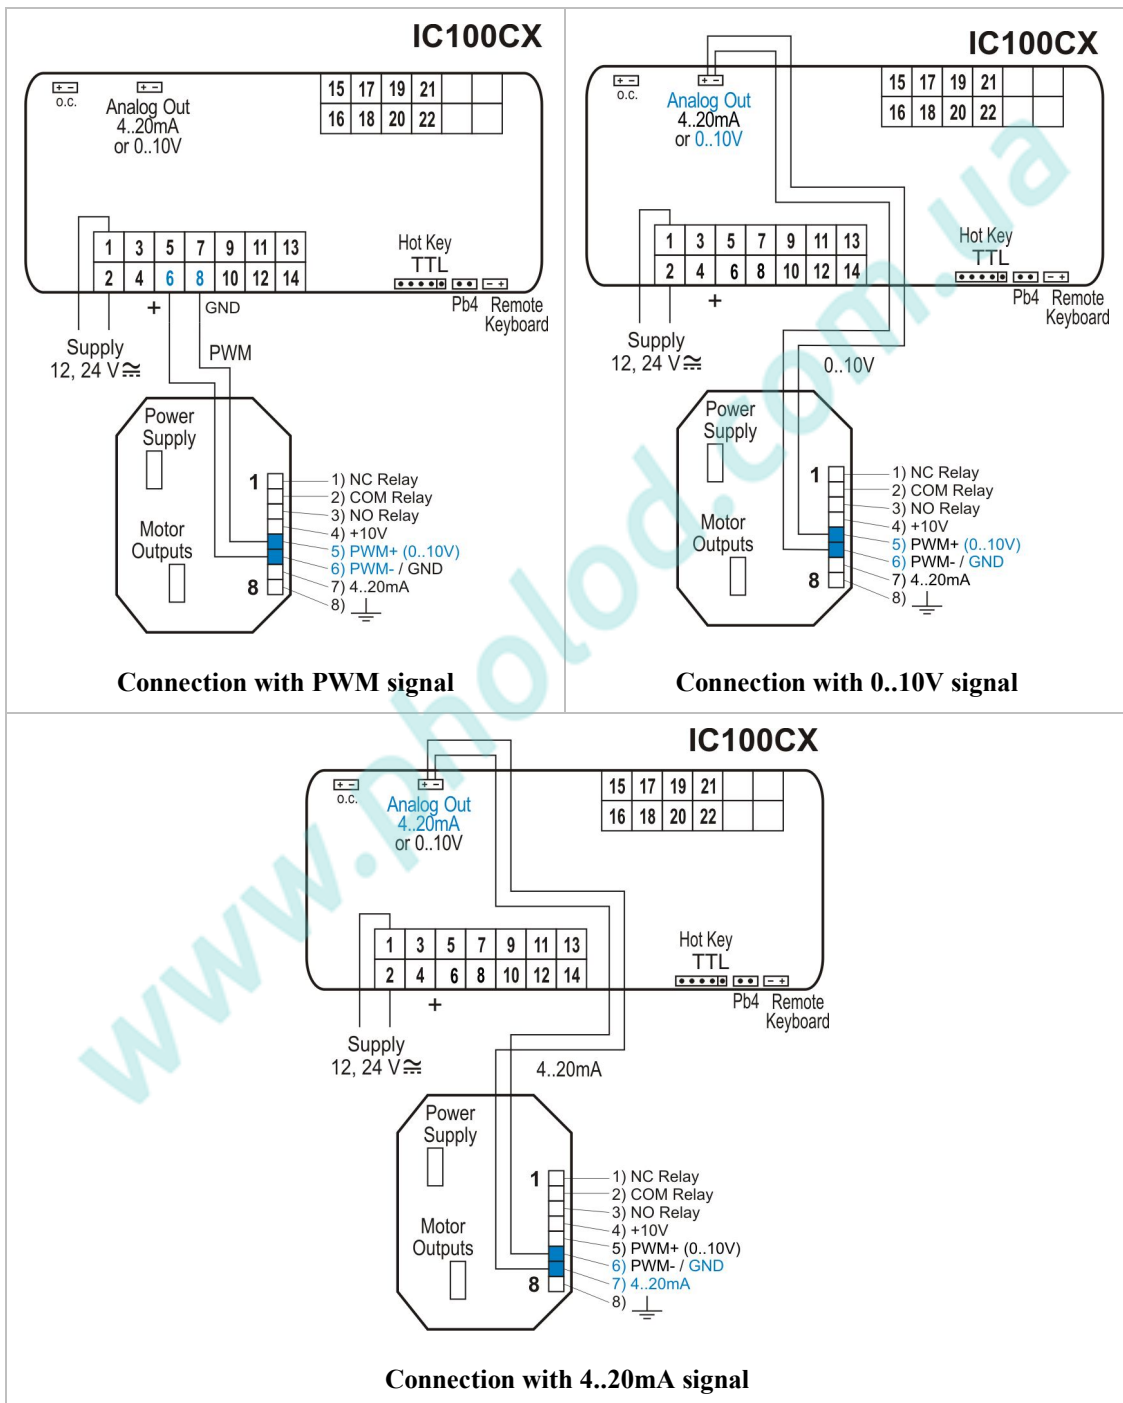 IC100CX
+ -
o.c.
+ -
Analog Out
4..20mA
or 0..10V
15 17 19 21
16 18 20 22
1 3 5 7 9 11 13
2 4 6 8 10 12 14
Hot Key
TTL
Pb4
- +
Remote
Keyboard
+
GND
PWM
Supply
12, 24 V
Power
Supply
Motor
Outputs
1
8
1) NC Relay
2) COM Relay
3) NO Relay
4) +10V
5) PWM+ (0..10V)
6) PWM- / GND
7) 4..20mA
8)
Connection with PWM signal
IC100CX
+ -
o.c.
+ -
Analog Out
4..20mA
or 0..10V
15 17 19 21
16 18 20 22
1 3 5 7 9 11 13
2 4 6 8 10 12 14
Hot Key
TTL
Pb4
- +
Remote
Keyboard
+
Supply
12, 24 V
0..10V
Power
Supply
Motor
Outputs
1
8
1) NC Relay
2) COM Relay
3) NO Relay
4) +10V
5) PWM+ (0..10V)
6) PWM- / GND
7) 4..20mA
8)
Connection with 0..10V signal
IC100CX
+ -
o.c.
+ -
Analog Out
4..20mA
or 0..10V
15 17 19 21
16 18 20 22
1 3 5 7 9 11 13
2 4 6 8 10 12 14
Hot Key
TTL
Pb4
- +
Remote
Keyboard
+
Supply
12, 24 V
4..20mA
Power
Supply
Motor
Outputs
1
8
1) NC Relay
2) COM Relay
3) NO Relay
4) +10V
5) PWM+ (0..10V)
6) PWM- / GND
7) 4..20mA
8)
Connection with 4..20mA signal
www.pholod.com.ua